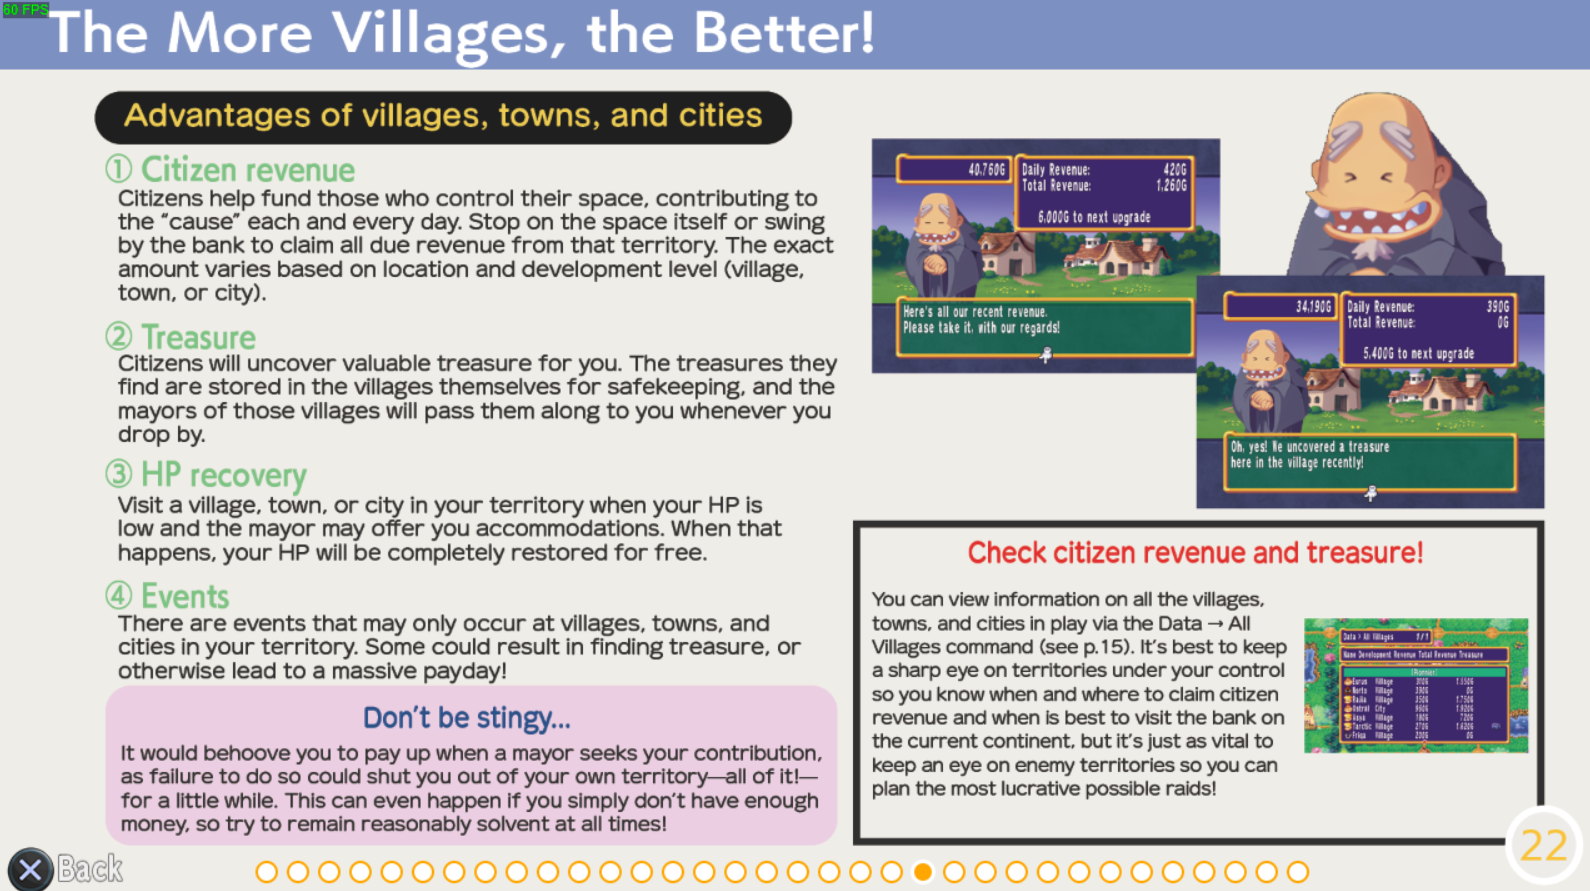 60 FPS
The More Villages, the Better!
Advantages of villages, towns, and cities
① Citizen revenue
Citizens help fund those who control their space, contributing to
the “cause” each and every day. Stop on the space itself or swing
by the bank to claim all due revenue from that territory. The exact
amount varies based on location and development level (village,
town, or city).
② Treasure
Citizens will uncover valuable treasure for you. The treasures they
find are stored in the villages themselves for safekeeping, and the
mayors of those villages will pass them along to you whenever you
drop by.
③ HP recovery
Visit a village, town, or city in your territory when your HP is
low and the mayor may offer you accommodations. When that
happens, your HP will be completely restored for free.
④ Events
There are events that may only occur at villages, towns, and
cities in your territory. Some could result in finding treasure, or
otherwise lead to a massive payday!
Don’t be stingy...
It would behoove you to pay up when a mayor seeks your contribution,
as failure to do so could shut you out of your own territory—all of it!—
for a little while. This can even happen if you simply don’t have enough
money, so try to remain reasonably solvent at all times!
40,760G
Daily Revenue: 420G
Total Revenue: 1,260G
6,000G to next upgrade
Here's all our recent revenue.
Please take it, with our regards!
34,190G
Daily Revenue: 390G
Total Revenue: 0G
5,400G to next upgrade
Oh, yes! We uncovered a treasure
here in the village recently!
Check citizen revenue and treasure!
You can view information on all the villages,
towns, and cities in play via the Data → All
Villages command (see p.15). It’s best to keep
a sharp eye on territories under your control
so you know when and where to claim citizen
revenue and when is best to visit the bank on
the current continent, but it’s just as vital to
keep an eye on enemy territories so you can
plan the most lucrative possible raids!
Data > All Villages 1/1
Name Development Revenue Total Revenue Treasure
Village
Village
Village
City
Village
Village
Village
22
Back